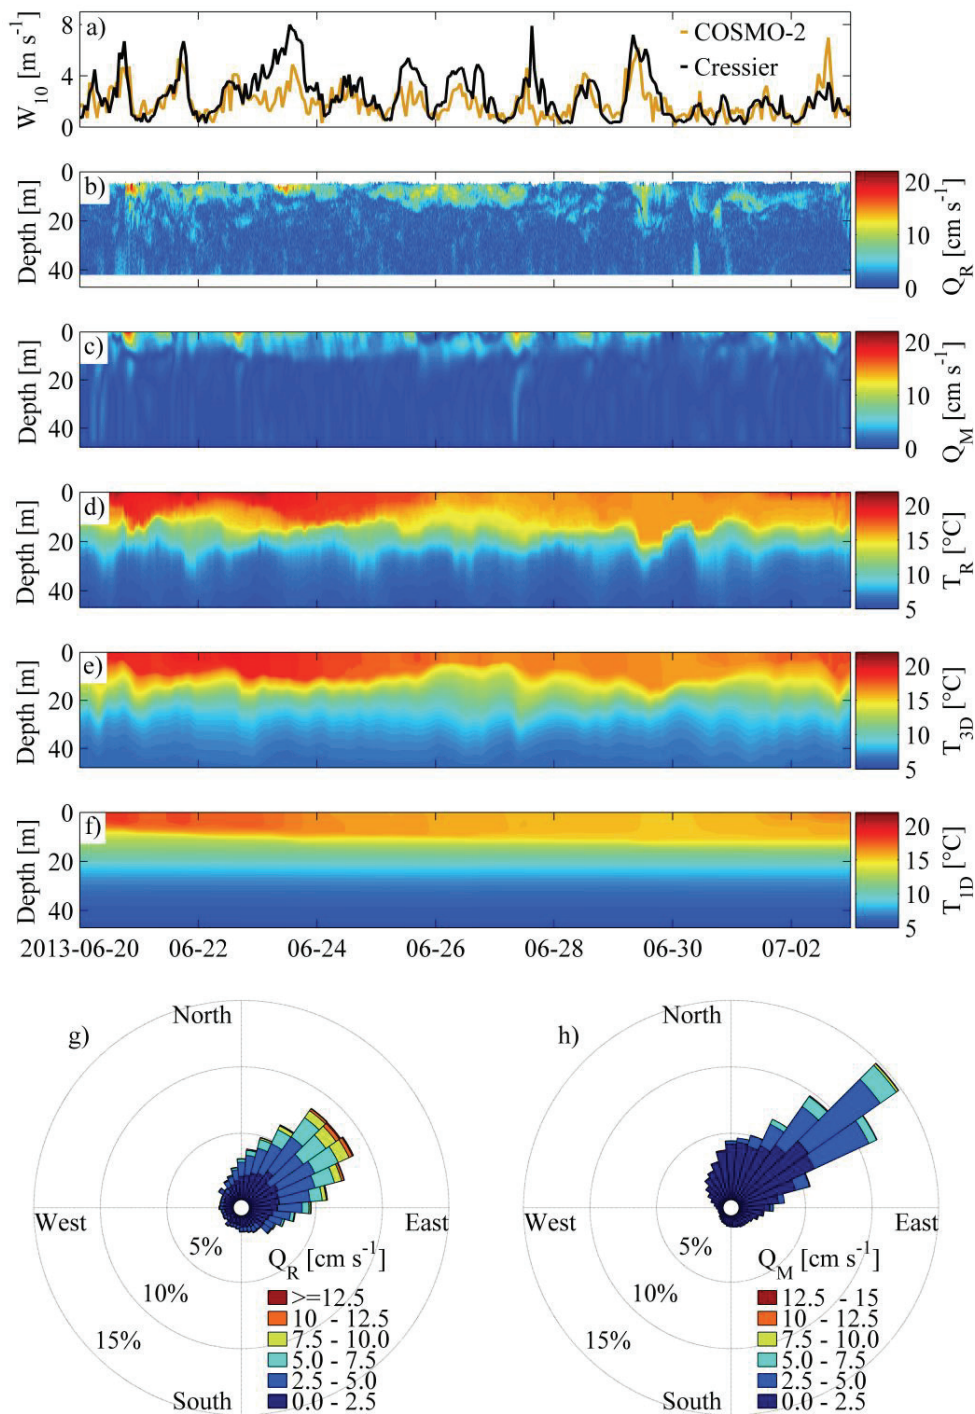 a)
W10 [m s-1]
8
4
0
COSMO-2
Cressier
b)
Depth [m]
0
20
40
20
10
0
QR [cm s-1]
c)
Depth [m]
0
20
40
20
10
0
QM [cm s-1]
d)
Depth [m]
0
20
40
20
15
10
5
TR [°C]
e)
Depth [m]
0
20
40
20
15
10
5
T3D [°C]
f)
Depth [m]
0
20
40
20
15
10
5
T1D [°C]
2013-06-20 06-22 06-24 06-26 06-28 06-30 07-02
g)
North
West
East
South
5%
10%
15%
QR [cm s-1]
>=12.5
10 - 12.5
7.5 - 10.0
5.0 - 7.5
2.5 - 5.0
0.0 - 2.5
h)
North
West
East
South
5%
10%
15%
QM [cm s-1]
12.5 - 15
10 - 12.5
7.5 - 10.0
5.0 - 7.5
2.5 - 5.0
0.0 - 2.5